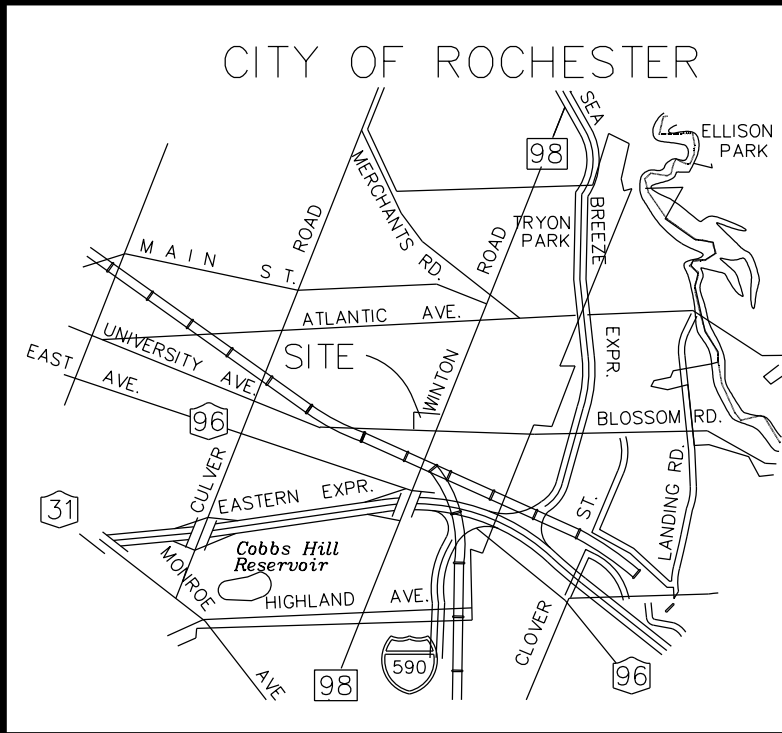 CITY OF ROCHESTER
SEA
BREEZE
EXPR.
ELLISON
PARK
98
MERCHANTS RD.
TRYON
PARK
ROAD
ROAD
MAIN ST.
ATLANTIC AVE.
UNIVERSITY AVE.
SITE
EAST AVE.
WINTON
96
BLOSSOM RD.
CULVER
EASTERN EXPR.
31
ST.
LANDING RD.
MONROE
AVE
Cobbs Hill
Reservoir
HIGHLAND AVE.
CLOVER
590
98
96